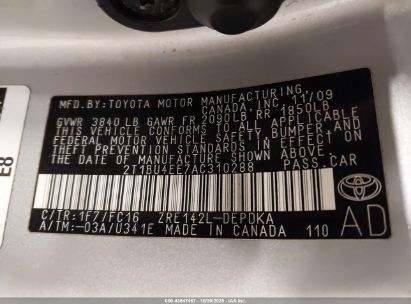 MFD.BY:TOYOTA MOTOR MANUFACTURING,
CANADA, INC. 11/09
GVWR 3840LB GAWR FR 2090LB RR 1850LB
THIS VEHICLE CONFORMS TO ALL APPLICABLE
FEDERAL MOTOR VEHICLE SAFETY, BUMPER AND
THEFT PREVENTION STANDARDS IN EFFECT ON
THE DATE OF MANUFACTURE SHOWN ABOVE.
2T1BU4EE7AC310288 PASS.CAR
TOYOTA
C/TR:1F7/FC16 ZRE142L-DEPDKA
A/TM:-03A/U341E
MADE IN CANADA 110
AD
E8